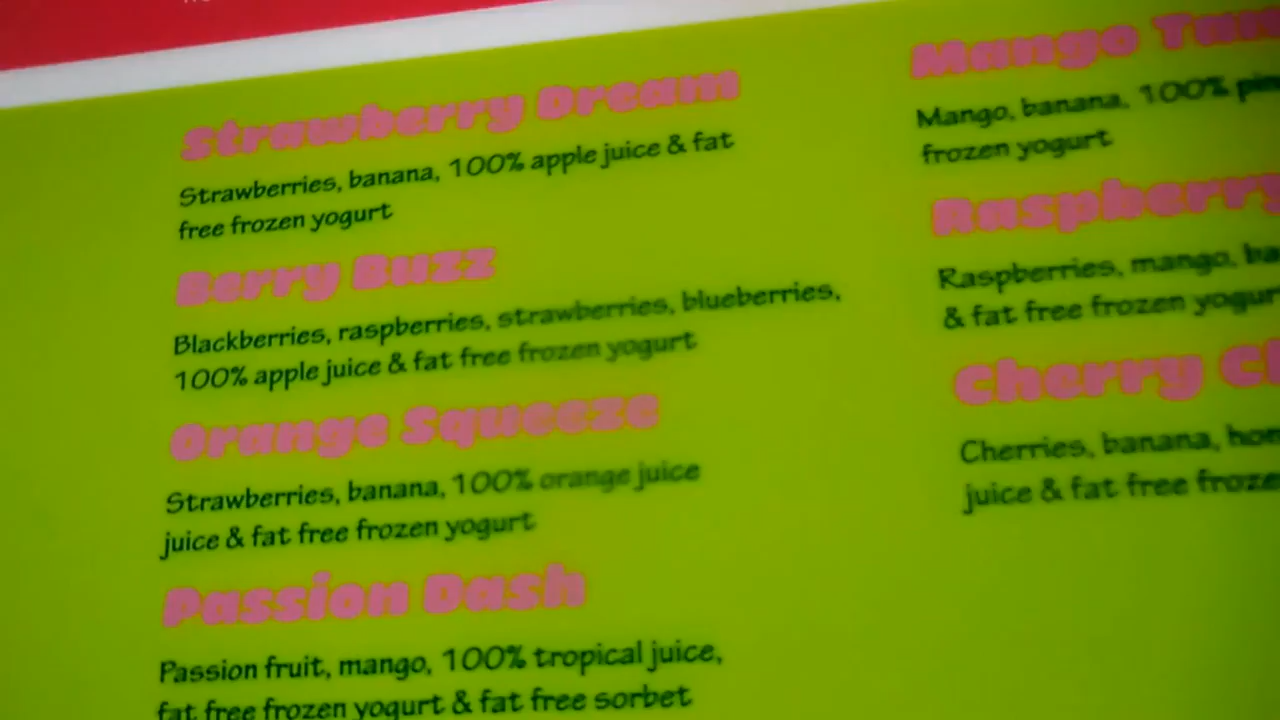 Strawberry Dream
Strawberries, banana, 100% apple juice & fat
free frozen yogurt
Berry Buzz
Blackberries, raspberries, strawberries, blueberries,
100% apple juice & fat free frozen yogurt
Orange Squeeze
Strawberries, banana, 100% orange juice
juice & fat free frozen yogurt
Passion Dash
Passion fruit, mango, 100% tropical juice,
fat free frozen yogurt & fat free sorbet
Mango
Mango, banana, 100%
frozen yogurt
Raspberry
Raspberries, mango,
& fat free frozen yogurt
Cherry
Cherries, banana,
juice & fat free